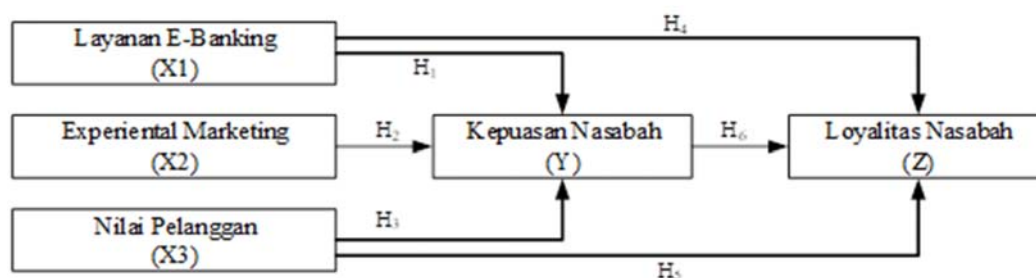 Layanan E-Banking
(X1)
H4
H1
Experiental Marketing
(X2)
H2
Kepuasan Nasabah
(Y)
H6
Loyalitas Nasabah
(Z)
Nilai Pelanggan
(X3)
H3
H5